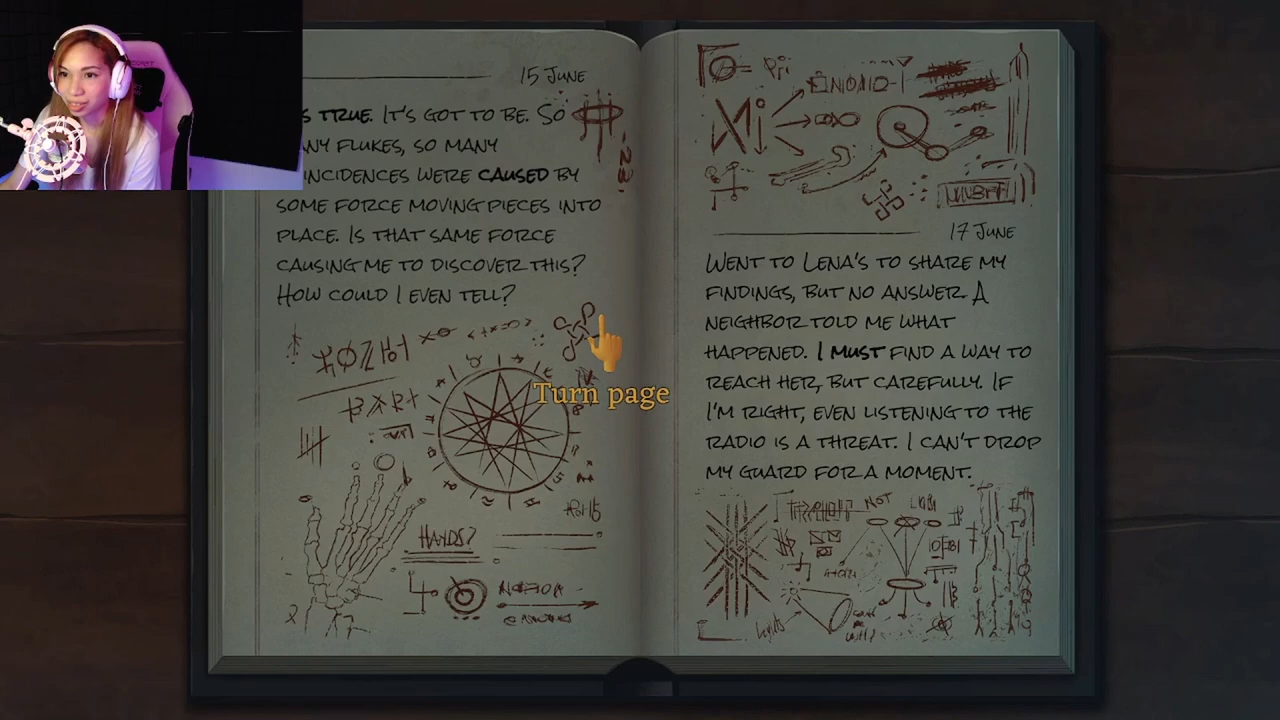 15 June
s true. It's got to be. So
ny flukes, so many
incidences were caused by
some force moving pieces into
place. Is that same force
causing me to discover this?
How could I even tell?
Turn page
Hands?
17 June
Went to Lena's to share my
findings, but no answer. A
neighbor told me what
happened. I must find a way to
reach her, but carefully. If
I'm right, even listening to the
radio is a threat. I can't drop
my guard for a moment.
NOT